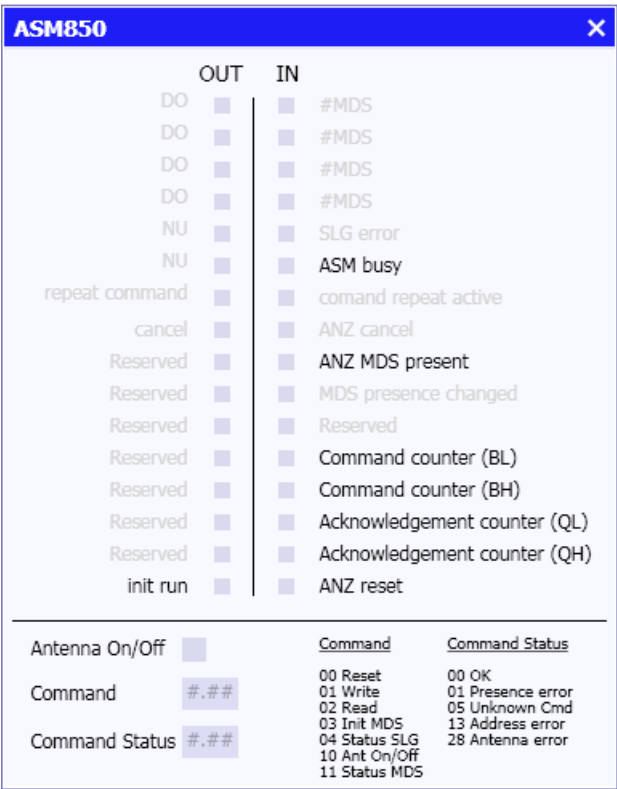 ASM850
OUT IN
DO #MDS
DO #MDS
DO #MDS
DO #MDS
NU SLG error
NU ASM busy
repeat command comand repeat active
cancel ANZ cancel
Reserved ANZ MDS present
Reserved MDS presence changed
Reserved Reserved
Reserved Command counter (BL)
Reserved Command counter (BH)
Reserved Acknowledgement counter (QL)
Reserved Acknowledgement counter (QH)
init run ANZ reset
Antenna On/Off
Command #.##
Command Status #.##
Command
00 Reset
01 Write
02 Read
03 Init MDS
04 Status SLG
10 Ant On/Off
11 Status MDS
Command Status
00 OK
01 Presence error
05 Unknown Cmd
13 Address error
28 Antenna error